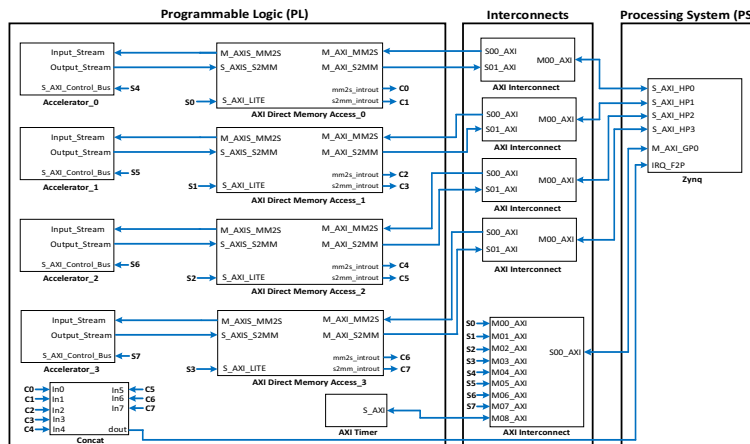 Programmable Logic (PL)
Interconnects
Processing System (PS
Input_Stream
Output_Stream
S_AXI_Control_Bus
S4
Accelerator_0
M_AXIS_MM2S
M_AXI_MM2S
S_AXIS_S2MM
M_AXI_S2MM
mm2s_introut
C0
S0
S_AXI_LITE
s2mm_introut
C1
AXI Direct Memory Access_0
S00_AXI
S01_AXI
M00_AXI
AXI Interconnect
Input_Stream
Output_Stream
S_AXI_Control_Bus
S5
Accelerator_1
M_AXIS_MM2S
M_AXI_MM2S
S_AXIS_S2MM
M_AXI_S2MM
mm2s_introut
C2
S1
S_AXI_LITE
s2mm_introut
C3
AXI Direct Memory Access_1
S00_AXI
S01_AXI
M00_AXI
AXI Interconnect
Input_Stream
Output_Stream
S_AXI_Control_Bus
S6
Accelerator_2
M_AXIS_MM2S
M_AXI_MM2S
S_AXIS_S2MM
M_AXI_S2MM
mm2s_introut
C4
S2
S_AXI_LITE
s2mm_introut
C5
AXI Direct Memory Access_2
S00_AXI
S01_AXI
M00_AXI
AXI Interconnect
Input_Stream
Output_Stream
S_AXI_Control_Bus
S7
Accelerator_3
M_AXIS_MM2S
M_AXI_MM2S
S_AXIS_S2MM
M_AXI_S2MM
mm2s_introut
C6
S3
S_AXI_LITE
s2mm_introut
C7
AXI Direct Memory Access_3
S00_AXI
S01_AXI
M00_AXI
AXI Interconnect
S_AXI_HP0
S_AXI_HP1
S_AXI_HP2
S_AXI_HP3
M_AXI_GP0
IRQ_F2P
Zynq
C0 In0 In5 C5
C1 In1 In6 C6
C2 In2 In7 C7
C3 In3
C4 In4 dout
Concat
S_AXI
AXI Timer
S0 M00_AXI
S1 M01_AXI
S2 M02_AXI
S3 M03_AXI S00_AXI
S4 M04_AXI
S5 M05_AXI
S6 M06_AXI
S7 M07_AXI
M08_AXI
AXI Interconnect